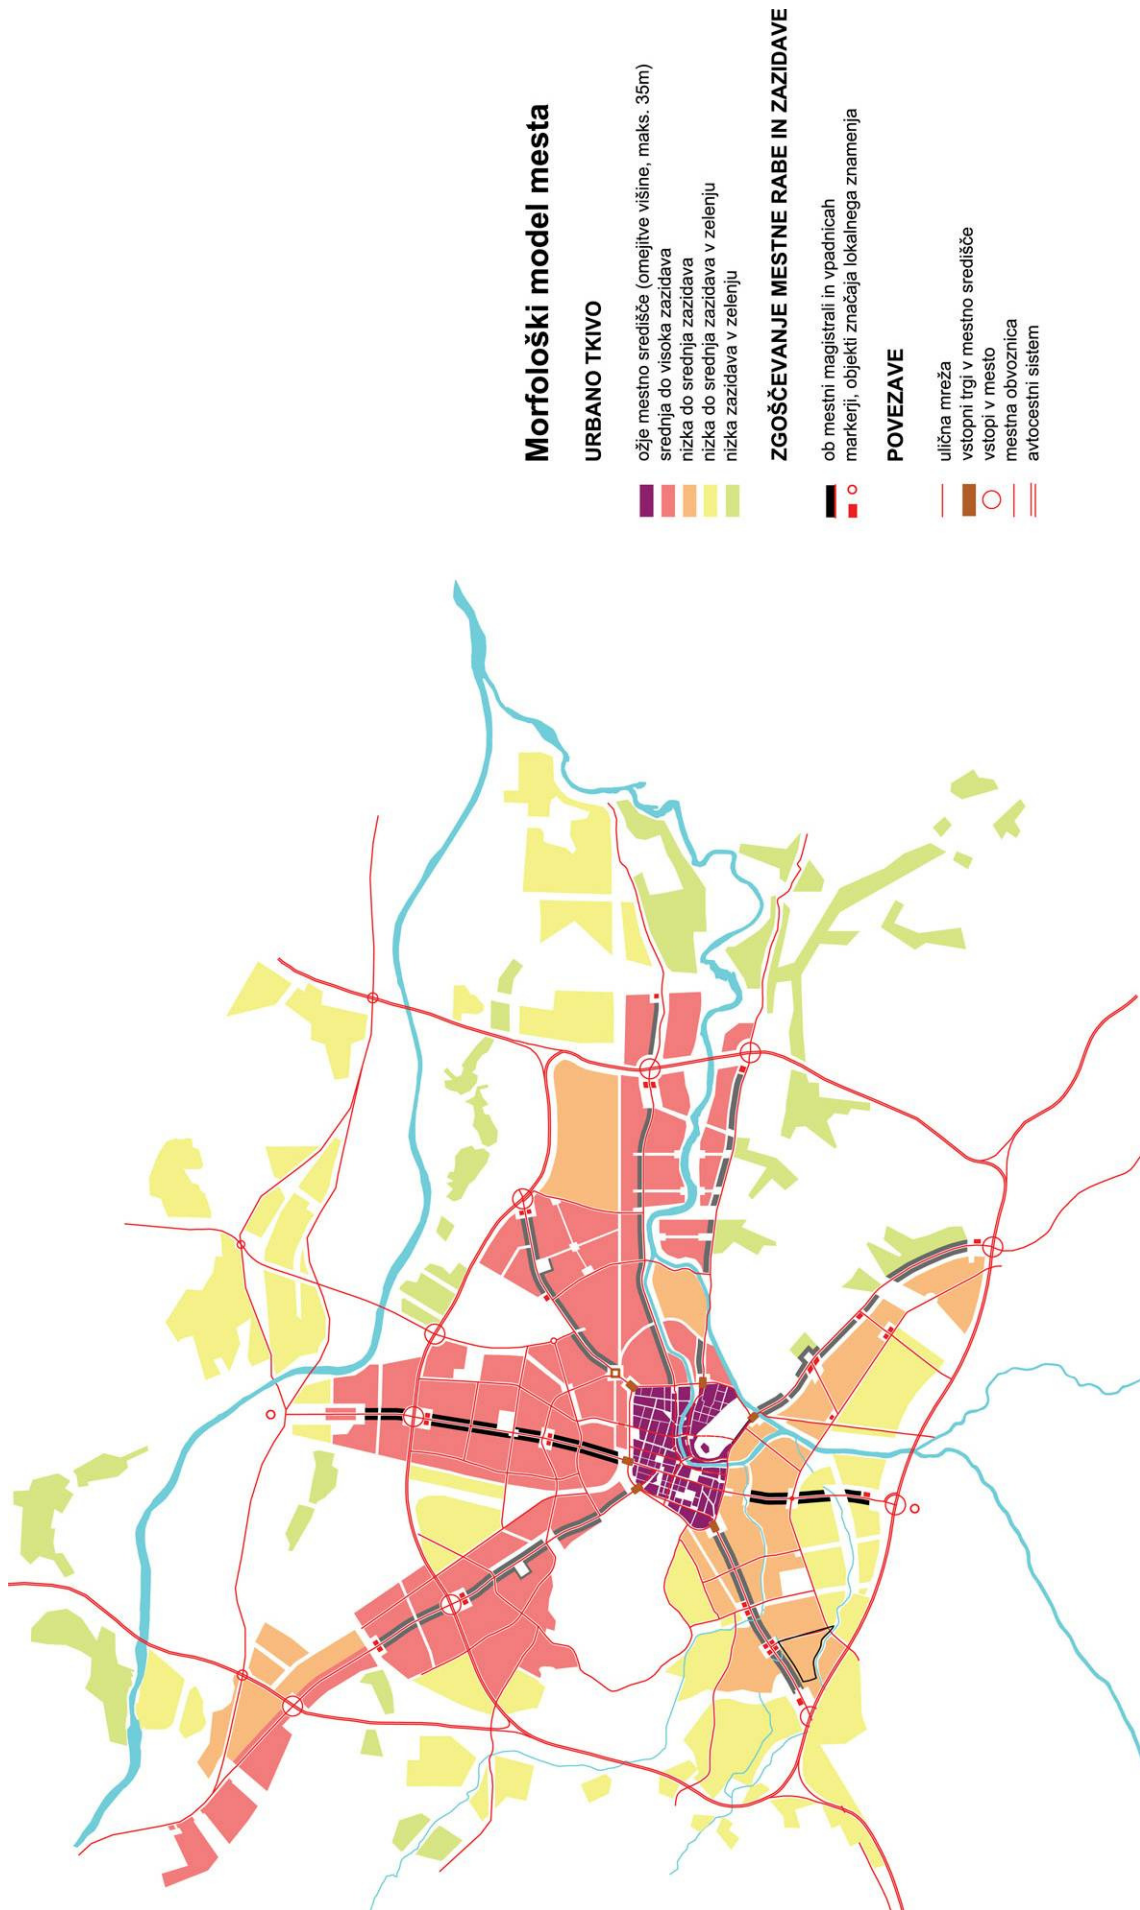 Morfološki model mesta
URBANO TKIVO
ožje mestno središče (omejitve višine, maks. 35m)
srednja do visoka zazidava
nizka do srednja zazidava
nizka do srednja zazidava v zelenju
nizka zazidava v zelenju
ZGOŠČEVANJE MESTNE RABE IN ZAZIDAVE
ob mestni magistrali in vpadnicah
markerji, objekti značaja lokalnega znamenja
POVEZAVE
ulična mreža
vstopni trgi v mestno središče
vstopi v mesto
mestna obvoznica
avtocestni sistem